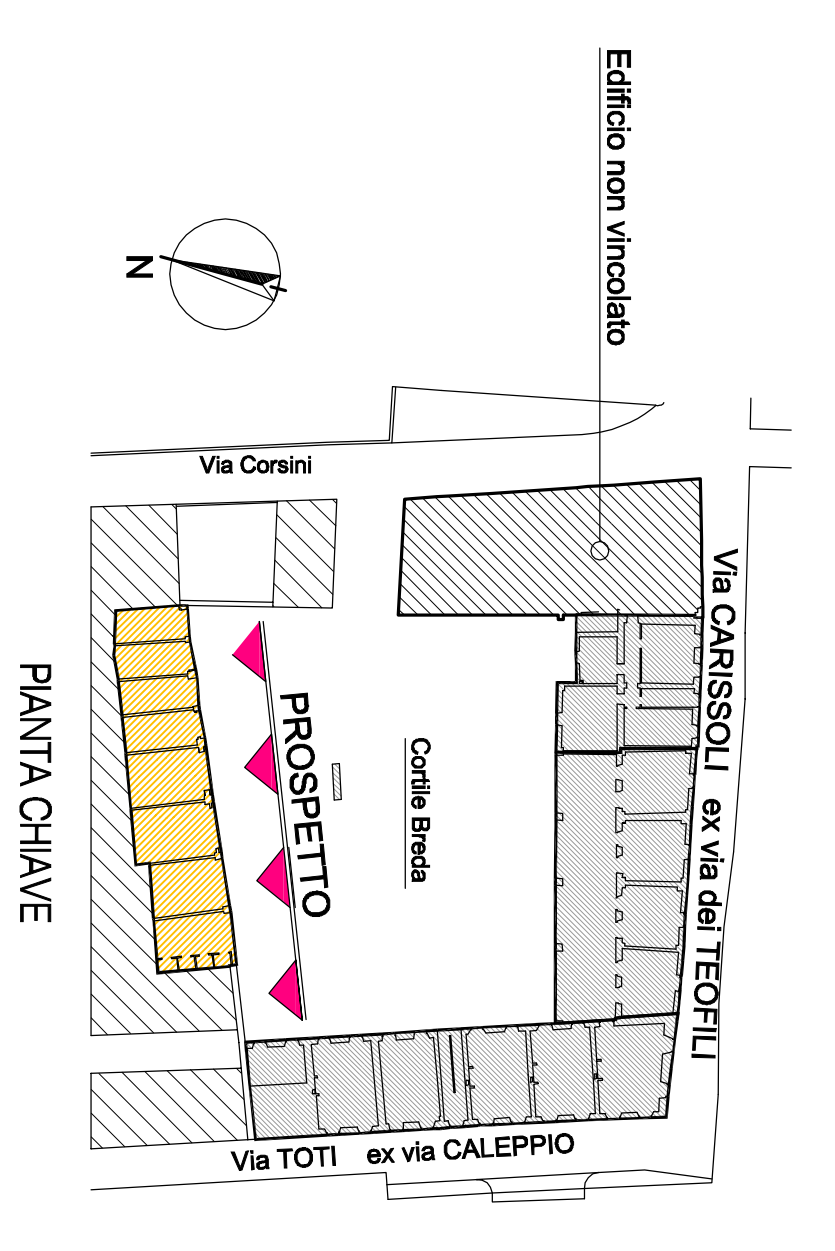 Edificio non vincolato
N
Via Corsini
Via CARISSOLI ex via dei TEOFILI
PROSPETTO
Cortile Breda
PIANTA CHIAVE
Via TOTI ex via CALEPPIO